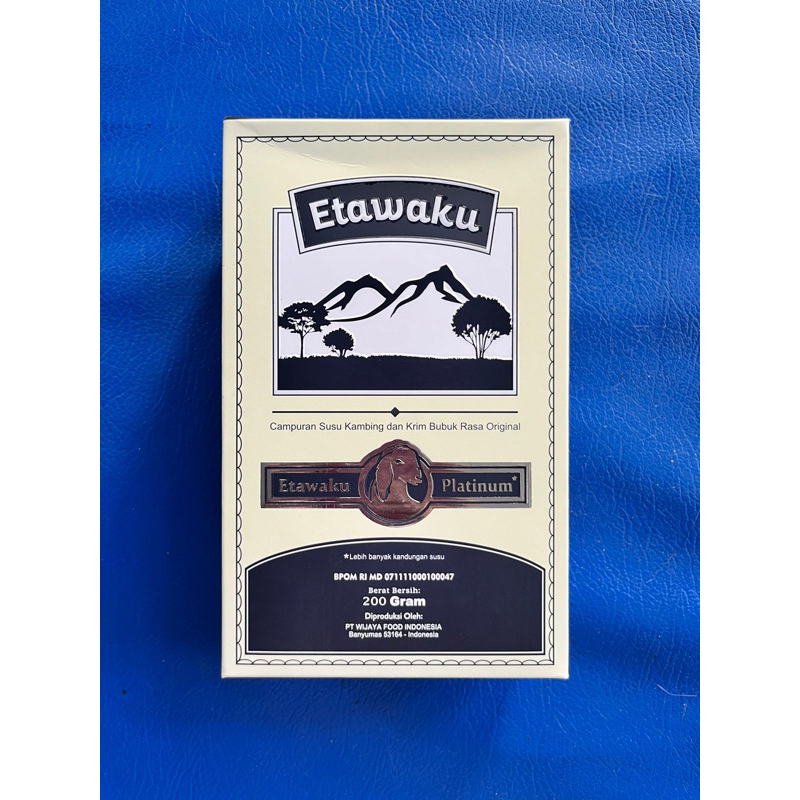 Etawaku
Campuran Susu Kambing dan Krim Bubuk Rasa Original
Etawaku Platinum*
*Lebih banyak kandungan susu
BPOM RI MD 071111000100047
Berat Bersih:
200 Gram
Diproduksi Oleh:
PT WIJAYA FOOD INDONESIA
Banyumas 53164 - Indonesia